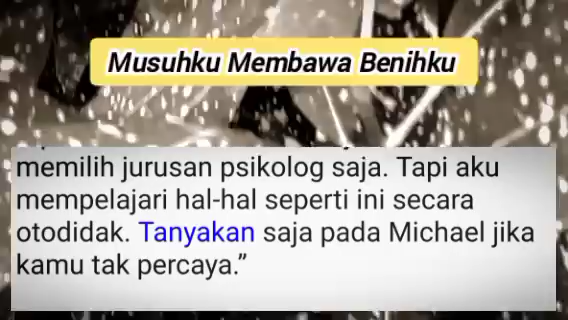 Musuhku Membawa Benihku
memilih jurusan psikolog saja. Tapi aku
mempelajari hal-hal seperti ini secara
otodidak. Tanyakan saja pada Michael jika
kamu tak percaya.”